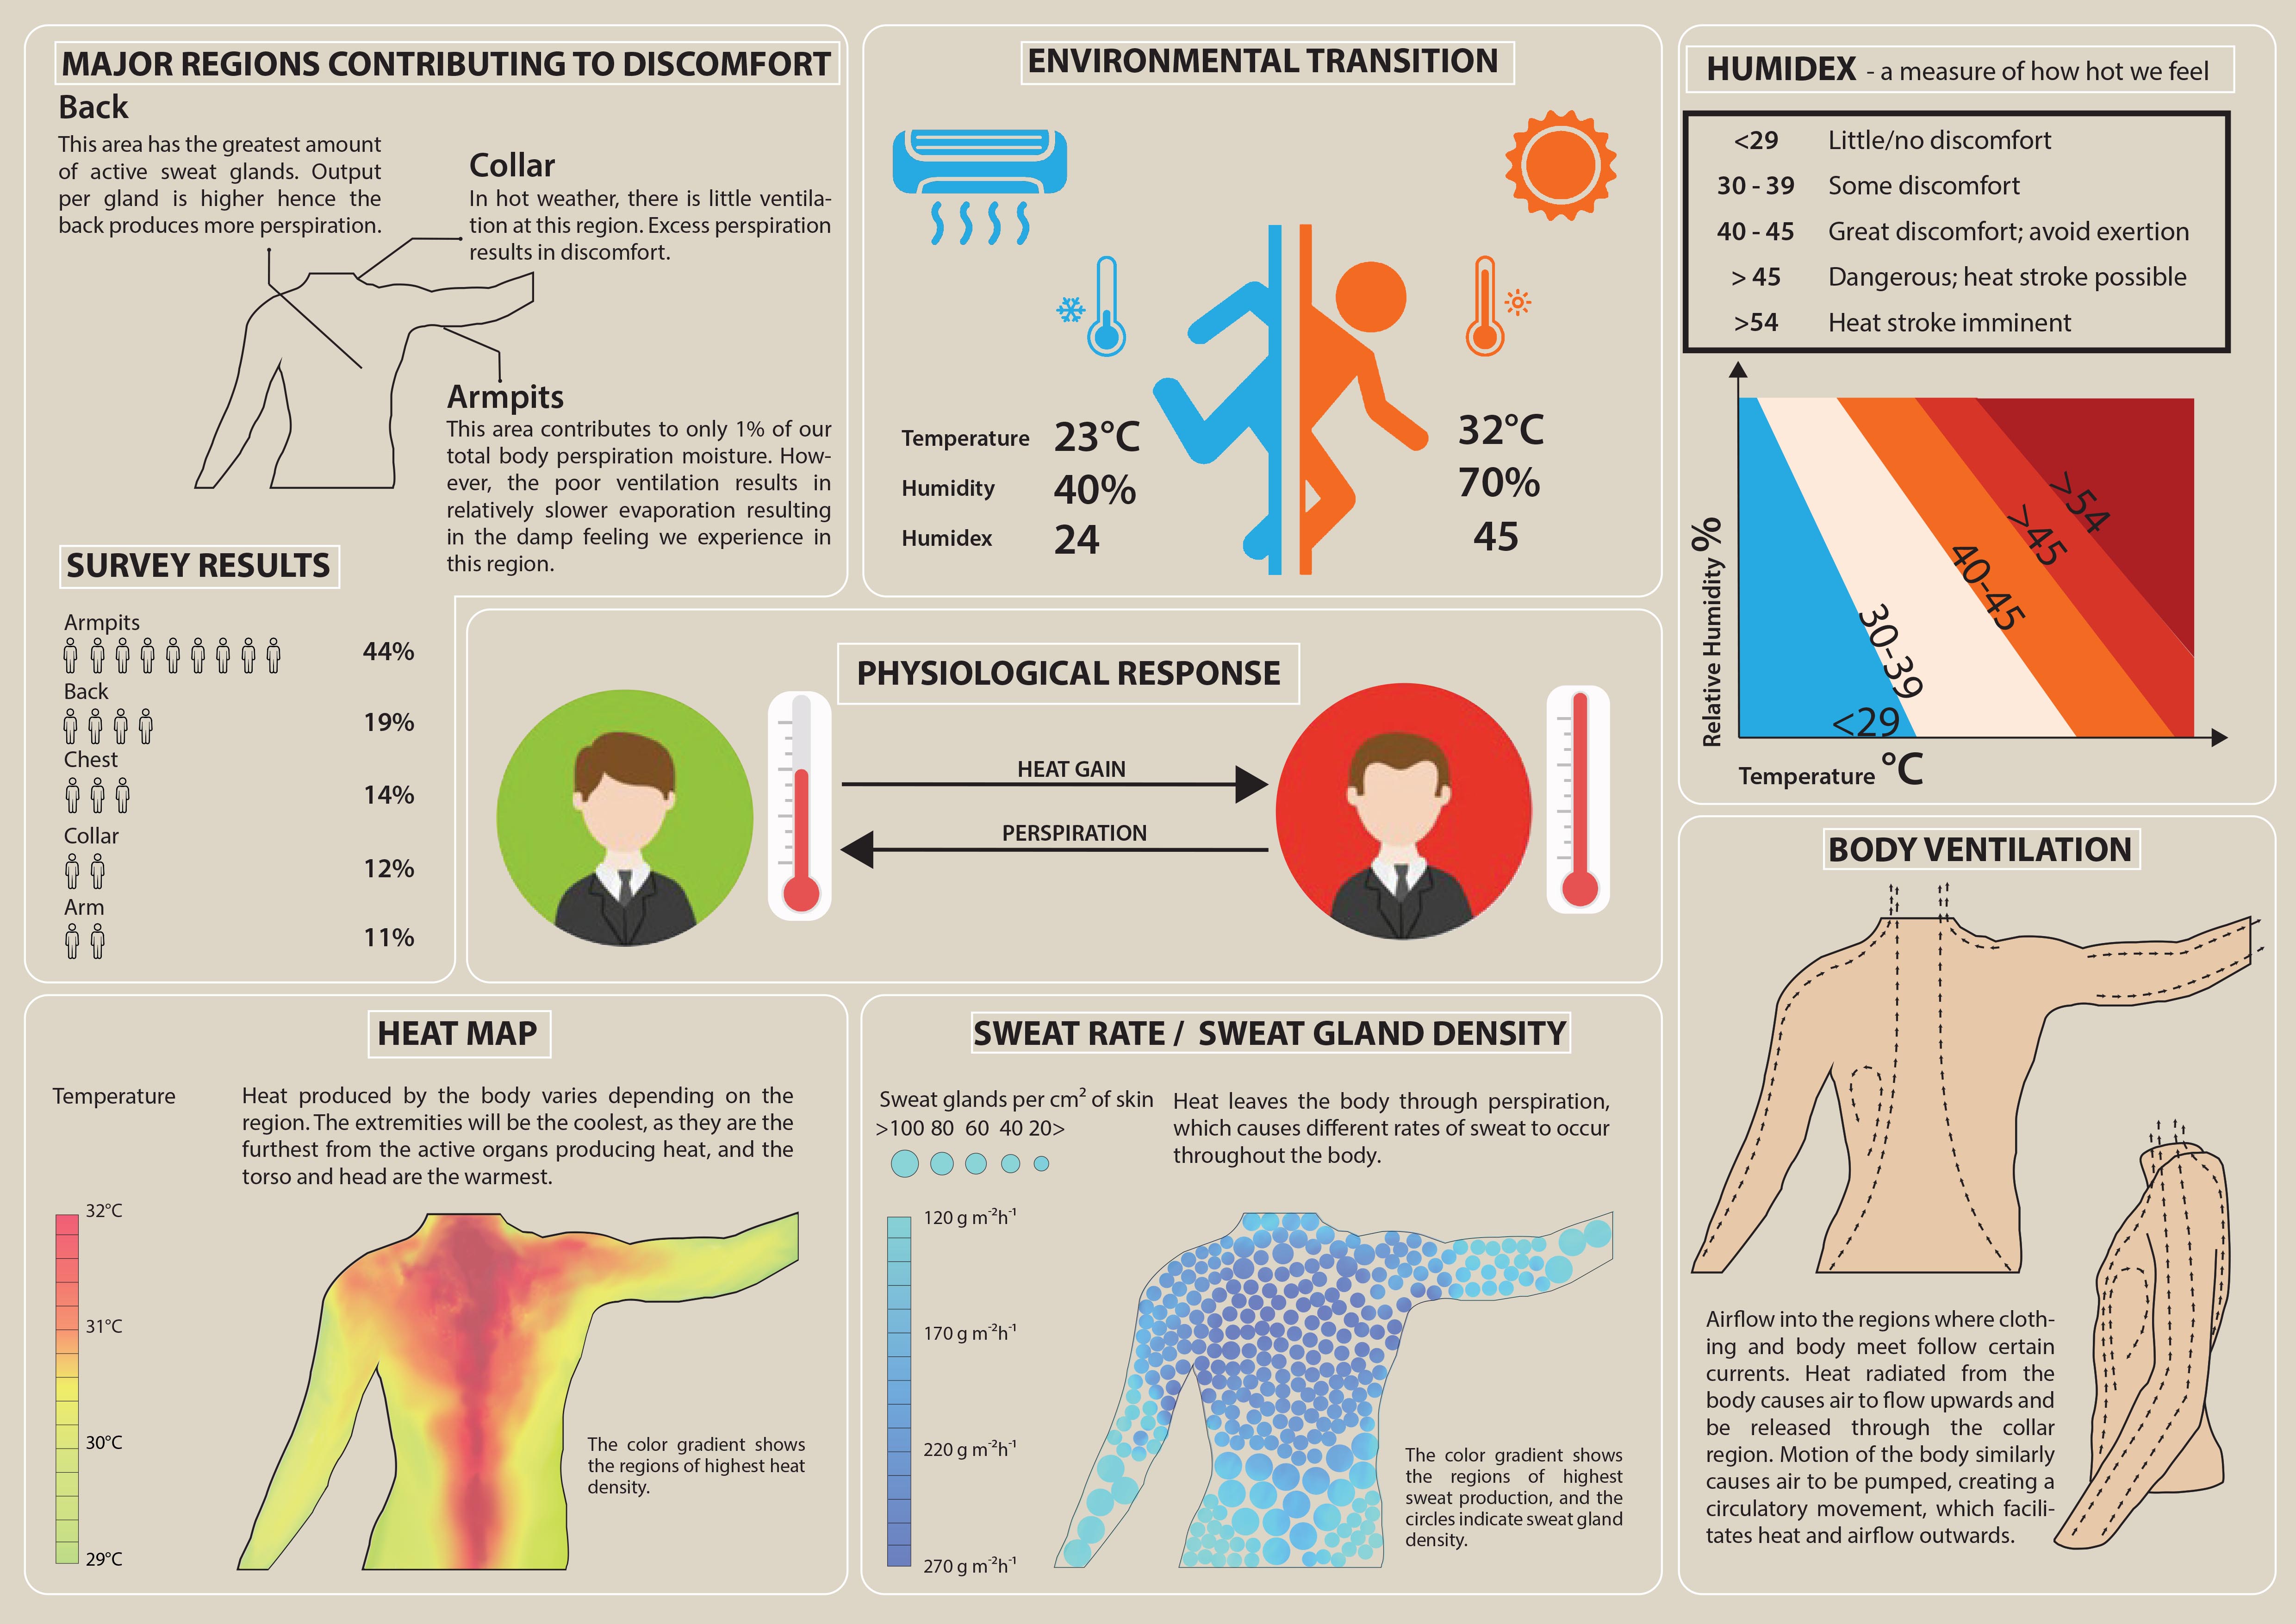 MAJOR REGIONS CONTRIBUTING TO DISCOMFORT
Back
This area has the greatest amount
of active sweat glands. Output
per gland is higher hence the
back produces more perspiration.
Collar
In hot weather, there is little ventila-
tion at this region. Excess perspiration
results in discomfort.
Armpits
This area contributes to only 1% of our
total body perspiration moisture. How-
ever, the poor ventilation results in
relatively slower evaporation resulting
in the damp feeling we experience in
this region.
SURVEY RESULTS
Armpits
44%
Back
19%
Chest
14%
Collar
12%
Arm
11%
ENVIRONMENTAL TRANSITION
Temperature 23°C 32°C
Humidity 40% 70%
Humidex 24 45
PHYSIOLOGICAL RESPONSE
HEAT GAIN
PERSPIRATION
HUMIDEX - a measure of how hot we feel
<29 Little/no discomfort
30 - 39 Some discomfort
40 - 45 Great discomfort; avoid exertion
> 45 Dangerous; heat stroke possible
>54 Heat stroke imminent
Relative Humidity %
>54
>45
40-45
30-39
<29
Temperature °C
HEAT MAP
Temperature
Heat produced by the body varies depending on the
region. The extremities will be the coolest, as they are the
furthest from the active organs producing heat, and the
torso and head are the warmest.
32°C
31°C
30°C
29°C
The color gradient shows
the regions of highest heat
density.
SWEAT RATE / SWEAT GLAND DENSITY
Sweat glands per cm² of skin
>100 80 60 40 20>
Heat leaves the body through perspiration,
which causes different rates of sweat to occur
throughout the body.
120 g m⁻²h⁻¹
170 g m⁻²h⁻¹
220 g m⁻²h⁻¹
270 g m⁻²h⁻¹
The color gradient shows
the regions of highest
sweat production, and the
circles indicate sweat gland
density.
BODY VENTILATION
Airflow into the regions where cloth-
ing and body meet follow certain
currents. Heat radiated from the
body causes air to flow upwards and
be released through the collar
region. Motion of the body similarly
causes air to be pumped, creating a
circulatory movement, which facili-
tates heat and airflow outwards.